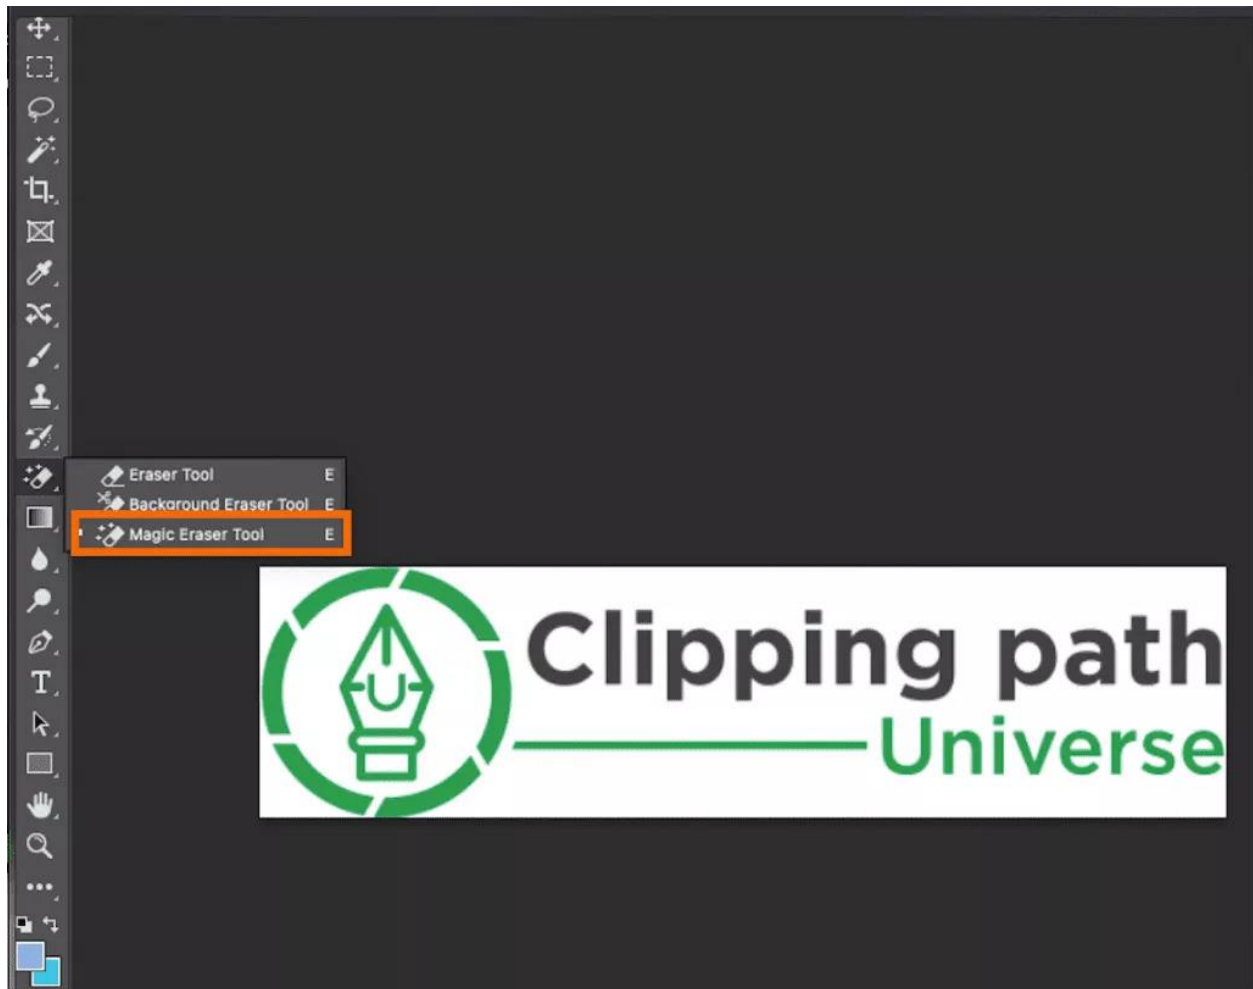 Eraser Tool E
Background Eraser Tool E
Magic Eraser Tool E
Clipping path
Universe